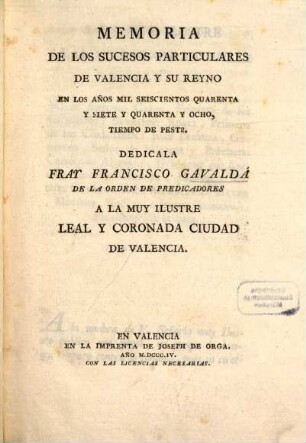 MEMORIA
DE LOS SUCESOS PARTICULARES
DE VALENCIA Y SU REYNO
EN LOS AÑOS MIL SEISCIENTOS QUARENTA
Y SIETE Y QUARENTA Y OCHO,
TIEMPO DE PESTE.
DEDICALA
FRAY FRANCISCO GAVALDÁ
DE LA ORDEN DE PREDICADORES
A LA MUY ILUSTRE
LEAL Y CORONADA CIUDAD
DE VALENCIA.
EN VALENCIA
EN LA IMPRENTA DE JOSEPH DE ORGA.
AÑO M.DCCC.IV.
CON LAS LICENCIAS NECESARIAS.